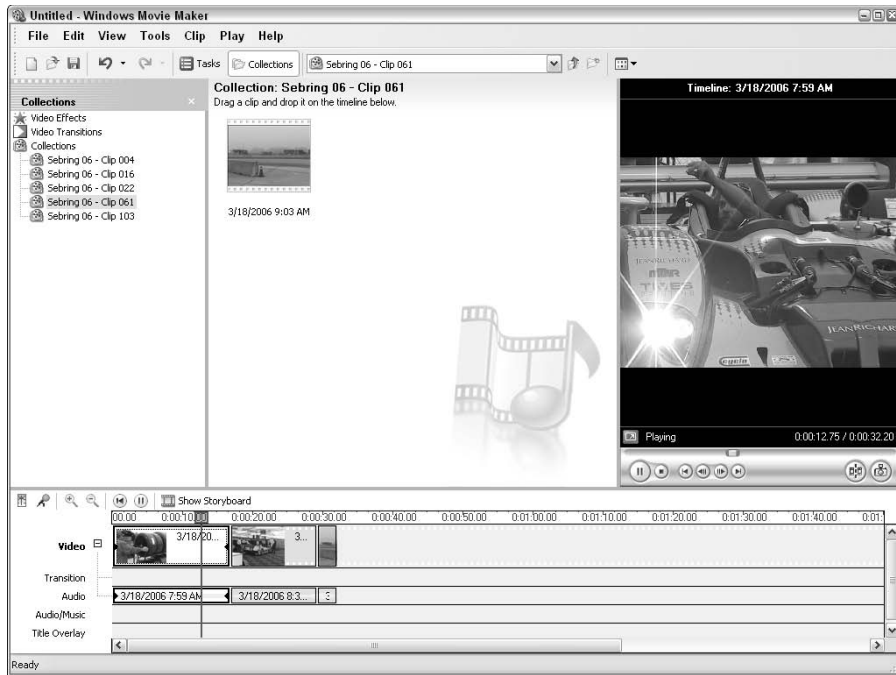 Untitled - Windows Movie Maker
File Edit View Tools Clip Play Help
Tasks Collections Sebring 06 - Clip 061
Collections
Video Effects
Video Transitions
Collections
Sebring 06 - Clip 004
Sebring 06 - Clip 016
Sebring 06 - Clip 022
Sebring 06 - Clip 061
Sebring 06 - Clip 103
Collection: Sebring 06 - Clip 061
Drag a clip and drop it on the timeline below.
3/18/2006 9:03 AM
Timeline: 3/18/2006 7:59 AM
JEANRICHARD
TIMES
JEANRICHAR
Playing 0:00:12.75 / 0:00:32.20
Show Storyboard
00.00 0:00:10 0:00:20.00 0:00:30.00 0:00:40.00 0:00:50.00 0:01:00.00 0:01:10.00 0:01:20.00 0:01:30.00 0:01:40.00 0:01:
Video 3/18/20... 3...
Transition
Audio 3/18/2006 7:59 AM 3/18/2006 8:3... 3
Audio/Music
Title Overlay
Ready